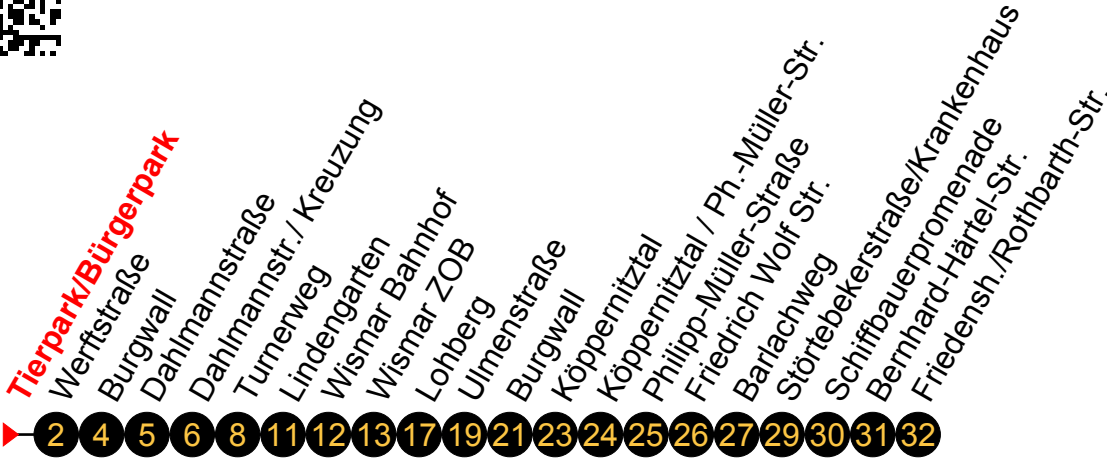 Tierpark/Bürgerpark
Werftstraße
Burgwall
Dahlmannstraße
Dahlmannstr./ Kreuzung
Turnerweg
Lindengarten
Wismar Bahnhof
Wismar ZOB
Lohberg
Ulmenstraße
Burgwall
Köppernitztal
Köppernitztal / Ph.-Müller-Str.
Philipp-Müller-Straße
Friedrich Wolf Str.
Barlachweg
Störtebekerstraße/Krankenhaus
Schiffbauerpromenade
Bernhard-Härtel-Str.
Friedensh./Rothbarth-Str.
2 4 5 6 8 11 12 13 17 19 21 23 24 25 26 27 29 30 31 32